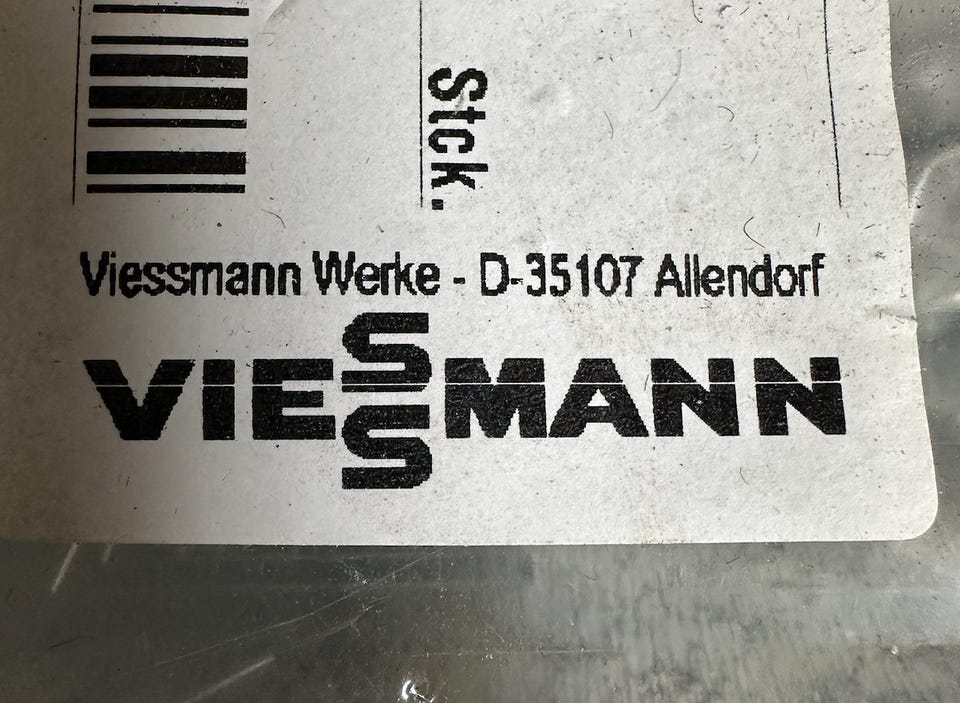 Stck.
Viessmann Werke - D-35107 Allendorf
VIESSMANN